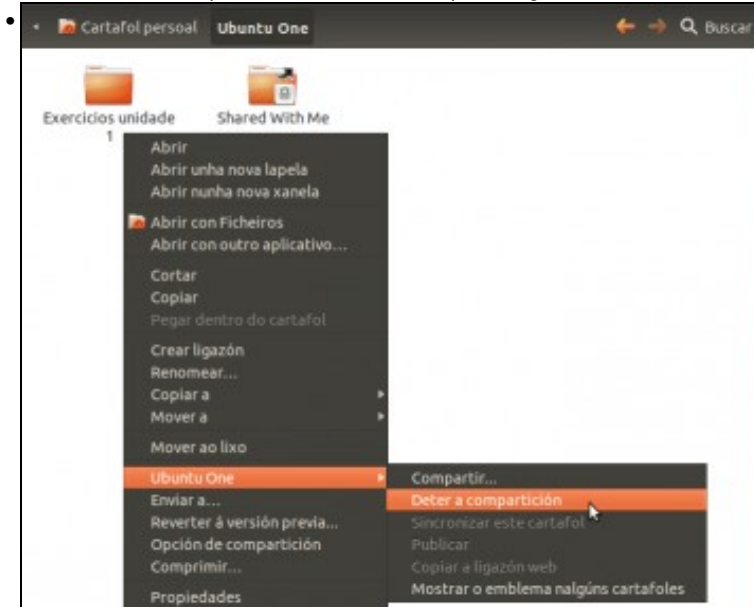 Cartafol persoal Ubuntu One Buscar
Exercicios unidade
1
Shared With Me
Abrir
Abrir unha nova lapela
Abrir nunha nova xanela
Abrir con Ficheiros
Abrir con outro aplicativo...
Cortar
Copiar
Pegar dentro do cartafol
Crear ligazón
Renomear...
Copiar a
Mover a
Mover ao lixo
Ubuntu One
Enviar a...
Reverter á versión previa...
Opción de compartición
Comprimir...
Propiedades
Compartir...
Deter a compartición
Sincronizar este cartafol
Publicar
Copiar a ligazón web
Mostrar o emblema nalgúns cartafoles